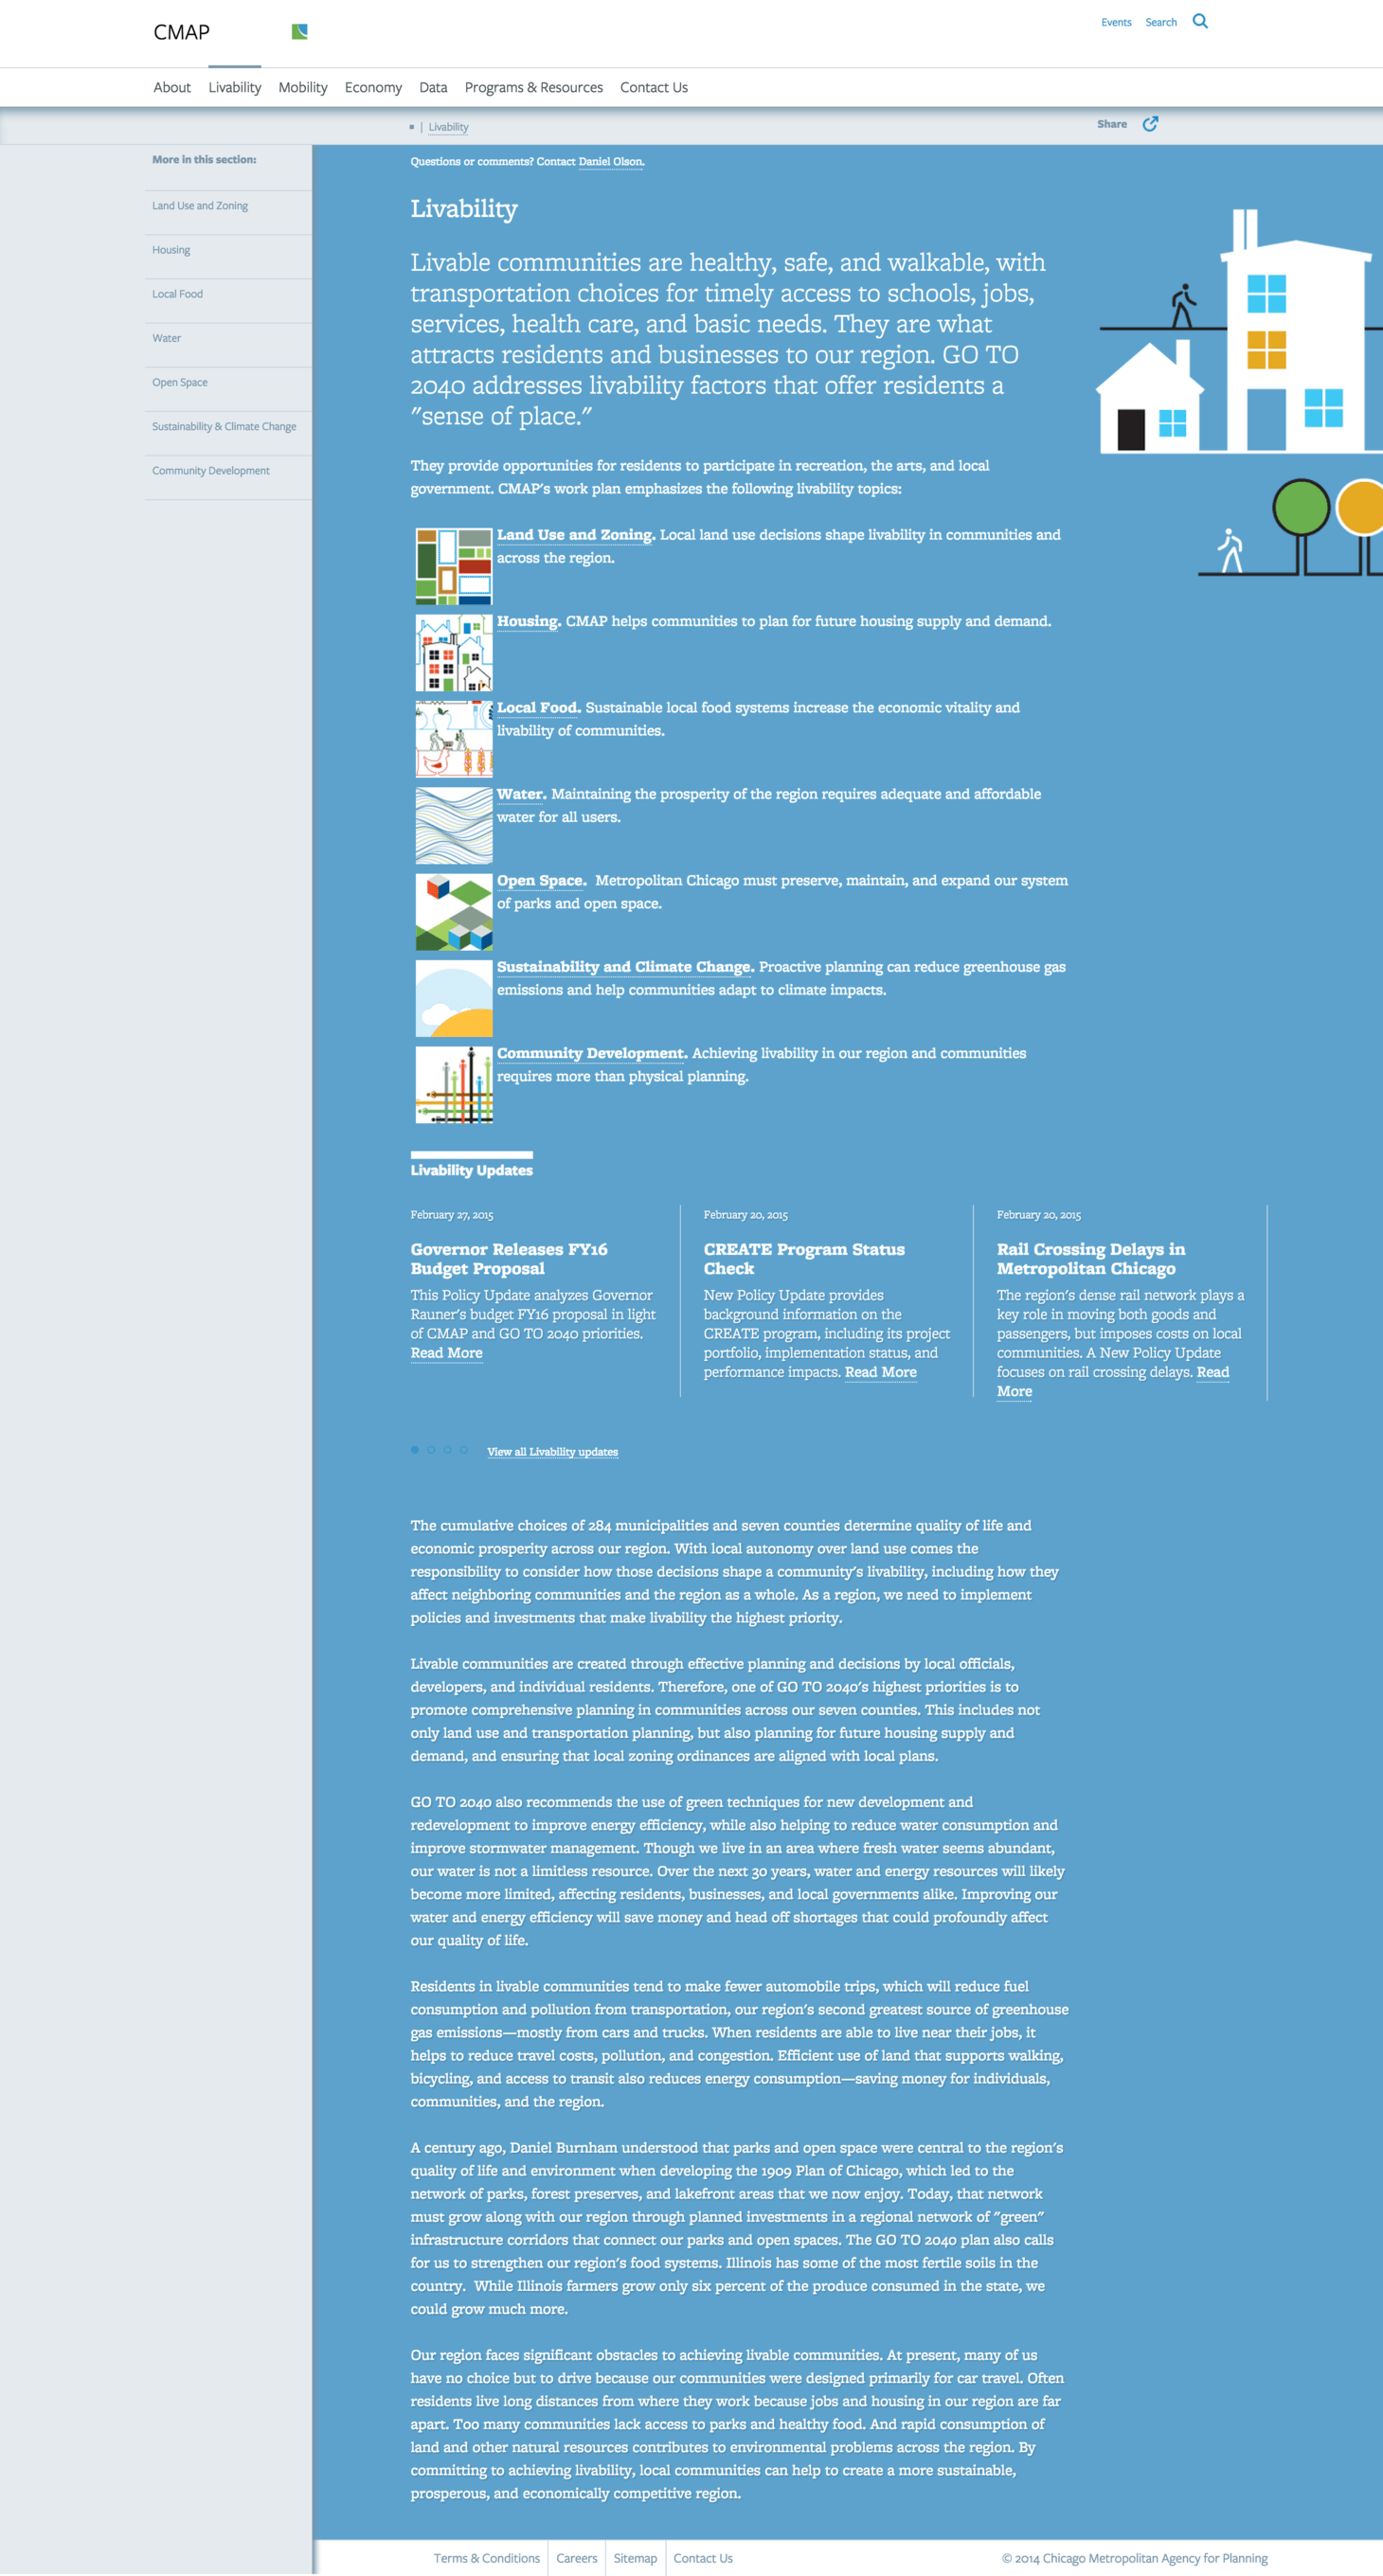 CMAP
Events Search
About Livability Mobility Economy Data Programs & Resources Contact Us
| Livability
Share
More in this section:
Land Use and Zoning
Housing
Local Food
Water
Open Space
Sustainability & Climate Change
Community Development
Questions or comments? Contact Daniel Olson.
Livability
Livable communities are healthy, safe, and walkable, with
transportation choices for timely access to schools, jobs,
services, health care, and basic needs. They are what
attracts residents and businesses to our region. GO TO
2040 addresses livability factors that offer residents a
"sense of place."
They provide opportunities for residents to participate in recreation, the arts, and local
government. CMAP's work plan emphasizes the following livability topics:
Land Use and Zoning. Local land use decisions shape livability in communities and
across the region.
Housing. CMAP helps communities to plan for future housing supply and demand.
Local Food. Sustainable local food systems increase the economic vitality and
livability of communities.
Water. Maintaining the prosperity of the region requires adequate and affordable
water for all users.
Open Space. Metropolitan Chicago must preserve, maintain, and expand our system
of parks and open space.
Sustainability and Climate Change. Proactive planning can reduce greenhouse gas
emissions and help communities adapt to climate impacts.
Community Development. Achieving livability in our region and communities
requires more than physical planning.
Livability Updates
February 27, 2015
Governor Releases FY16
Budget Proposal
This Policy Update analyzes Governor
Rauner's budget FY16 proposal in light
of CMAP and GO TO 2040 priorities.
Read More
February 20, 2015
CREATE Program Status
Check
New Policy Update provides
background information on the
CREATE program, including its project
portfolio, implementation status, and
performance impacts. Read More
February 20, 2015
Rail Crossing Delays in
Metropolitan Chicago
The region's dense rail network plays a
key role in moving both goods and
passengers, but imposes costs on local
communities. A New Policy Update
focuses on rail crossing delays. Read
More
View all Livability updates
The cumulative choices of 284 municipalities and seven counties determine quality of life and
economic prosperity across our region. With local autonomy over land use comes the
responsibility to consider how those decisions shape a community's livability, including how they
affect neighboring communities and the region as a whole. As a region, we need to implement
policies and investments that make livability the highest priority.
Livable communities are created through effective planning and decisions by local officials,
developers, and individual residents. Therefore, one of GO TO 2040's highest priorities is to
promote comprehensive planning in communities across our seven counties. This includes not
only land use and transportation planning, but also planning for future housing supply and
demand, and ensuring that local zoning ordinances are aligned with local plans.
GO TO 2040 also recommends the use of green techniques for new development and
redevelopment to improve energy efficiency, while also helping to reduce water consumption and
improve stormwater management. Though we live in an area where fresh water seems abundant,
our water is not a limitless resource. Over the next 30 years, water and energy resources will likely
become more limited, affecting residents, businesses, and local governments alike. Improving our
water and energy efficiency will save money and head off shortages that could profoundly affect
our quality of life.
Residents in livable communities tend to make fewer automobile trips, which will reduce fuel
consumption and pollution from transportation, our region's second greatest source of greenhouse
gas emissions—mostly from cars and trucks. When residents are able to live near their jobs, it
helps to reduce travel costs, pollution, and congestion. Efficient use of land that supports walking,
bicycling, and access to transit also reduces energy consumption—saving money for individuals,
communities, and the region.
A century ago, Daniel Burnham understood that parks and open space were central to the region's
quality of life and environment when developing the 1909 Plan of Chicago, which led to the
network of parks, forest preserves, and lakefront areas that we now enjoy. Today, that network
must grow along with our region through planned investments in a regional network of "green"
infrastructure corridors that connect our parks and open spaces. The GO TO 2040 plan also calls
for us to strengthen our region's food systems. Illinois has some of the most fertile soils in the
country. While Illinois farmers grow only six percent of the produce consumed in the state, we
could grow much more.
Our region faces significant obstacles to achieving livable communities. At present, many of us
have no choice but to drive because our communities were designed primarily for car travel. Often
residents live long distances from where they work because jobs and housing in our region are far
apart. Too many communities lack access to parks and healthy food. And rapid consumption of
land and other natural resources contributes to environmental problems across the region. By
committing to achieving livability, local communities can help to create a more sustainable,
prosperous, and economically competitive region.
Terms & Conditions Careers Sitemap Contact Us
© 2014 Chicago Metropolitan Agency for Planning